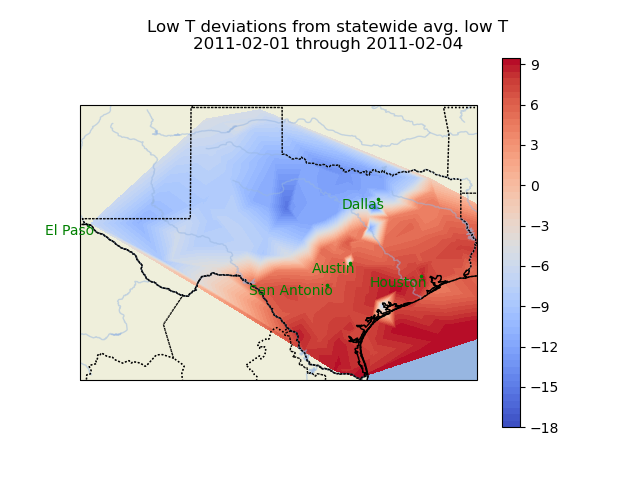 Low T deviations from statewide avg. low T
2011-02-01 through 2011-02-04
9
6
3
0
−3
−6
−9
−12
−15
−18
Dallas
El Paso
Austin
San Antonio
Houston